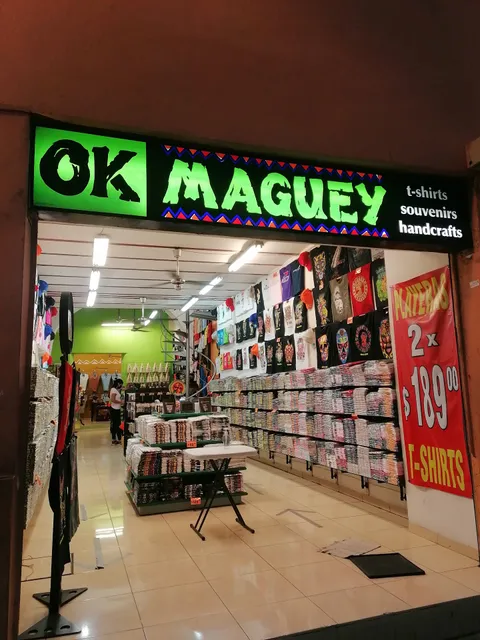 OK MAGUEY
t-shirts
souvenirs
handcrafts
PLAYERAS
2 x
$189.00
T-SHIRTS